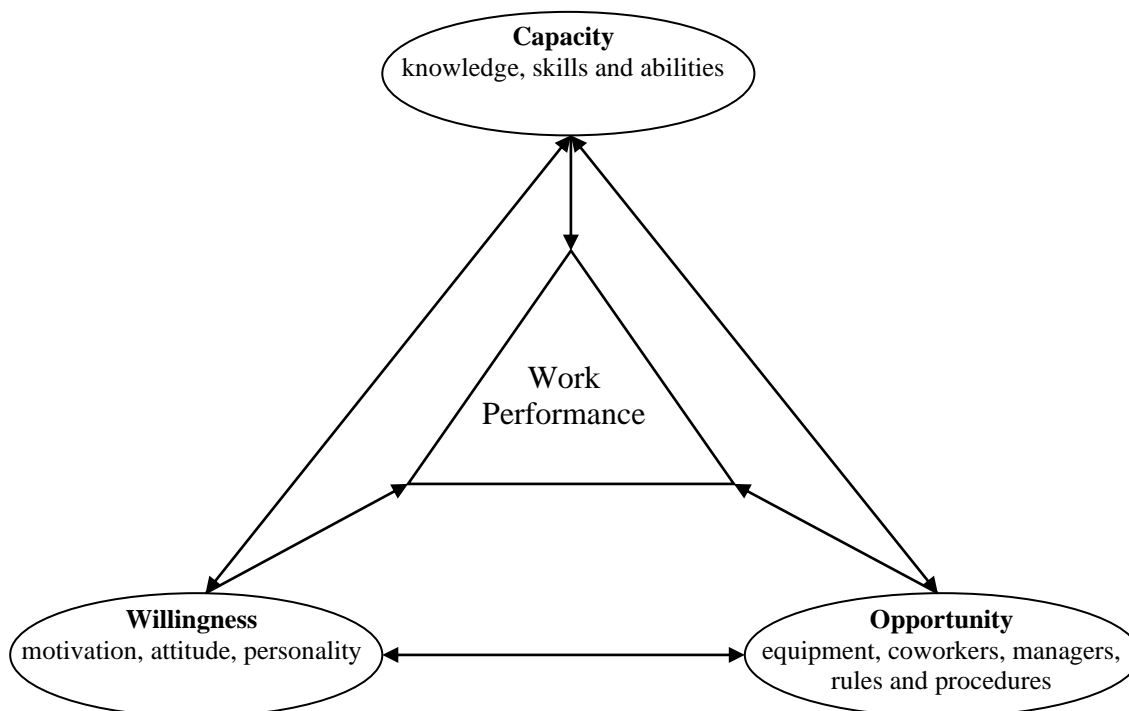 Capacity
knowledge, skills and abilities
Work
Performance
Willingness
motivation, attitude, personality
Opportunity
equipment, coworkers, managers,
rules and procedures